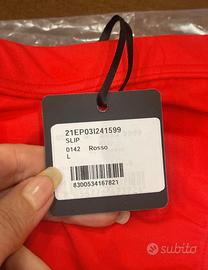 21EP03I241599
SLIP
0142 Rosso
L
8300534167821
subito